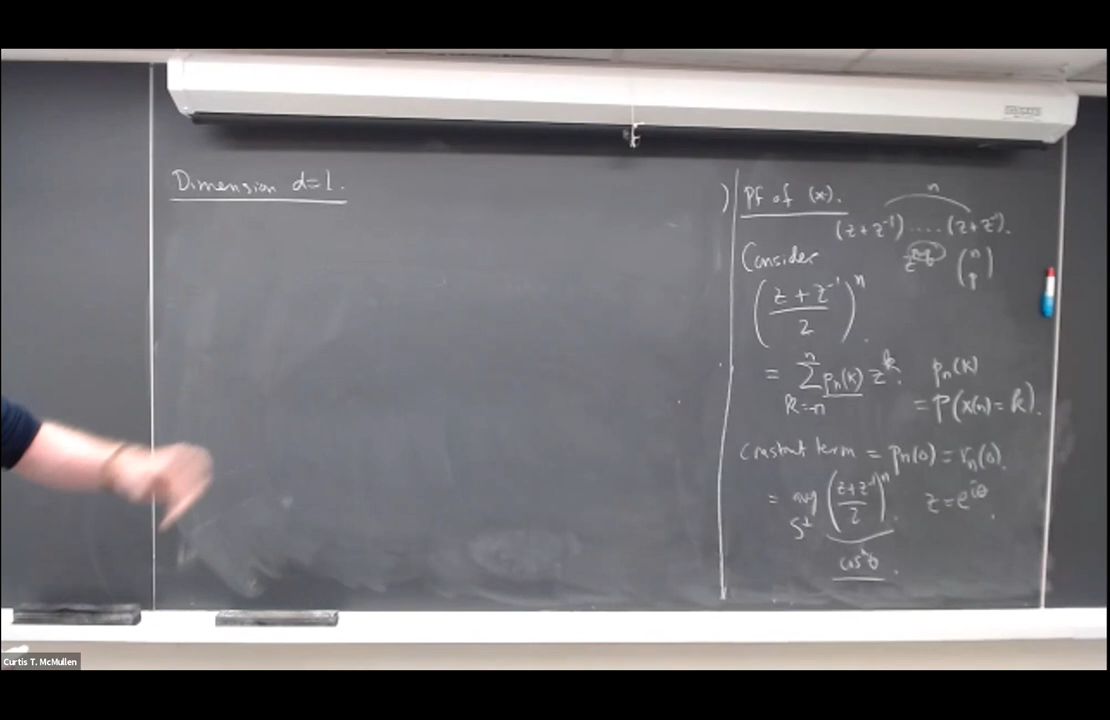 Dimension d=1.
Pf of (*).
n
(z+z⁻¹) .... (z+z⁻¹).
Consider
(n
(z + z⁻¹ / 2)ⁿ.
= Σ_{k=-n}^{n} pₙ(k) zᵏ. pₙ(k)
= P(x(n) = k).
constant term = pₙ(0) = rₙ(0).
= avg S¹ (z+z⁻¹ / 2)ⁿ. z = e^{iθ}.
cosⁿθ.
Curtis T. McMullen